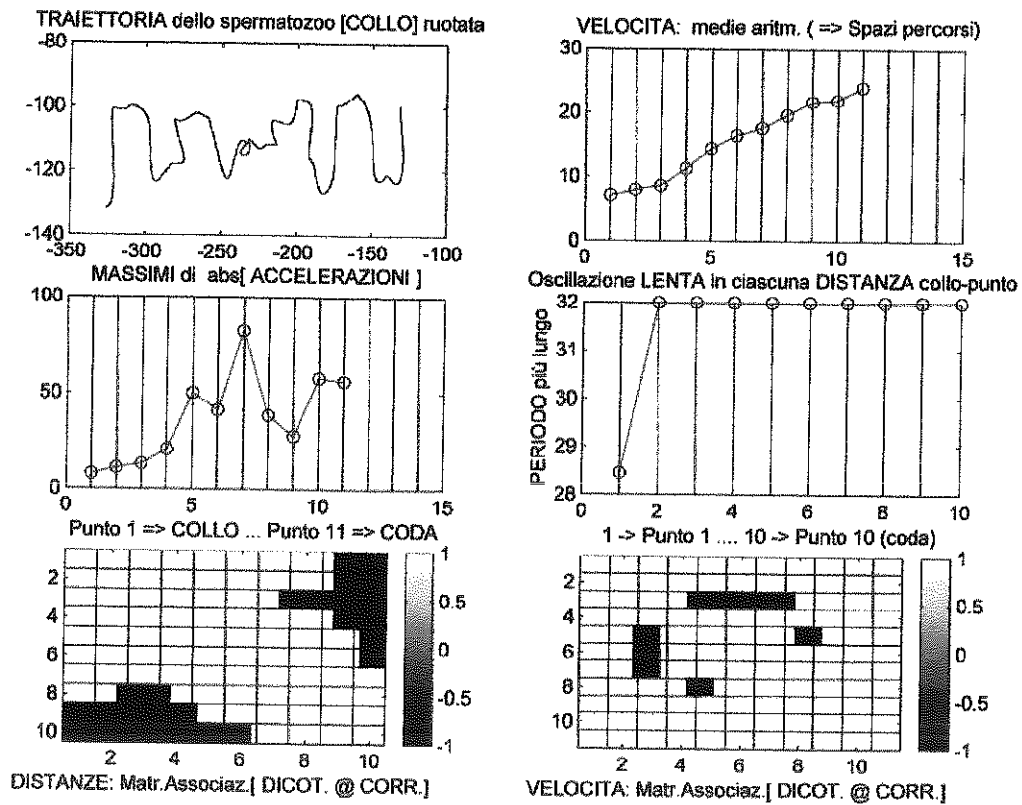 TRAIETTORIA dello spermatozoo [COLLO] ruotata
-80
-100
-120
-140
-350 -300 -250 -200 -150 -100
VELOCITA: medie aritm. ( => Spazi percorsi)
30
20
10
0
0 5 10 15
MASSIMI di abs[ ACCELERAZIONI ]
100
50
0
0 5 10 15
Punto 1 => COLLO ... Punto 11 => CODA
Oscillazione LENTA in ciascuna DISTANZA collo-punto
PERIODO più lungo
32
31
30
29
28
0 2 4 6 8 10
1 -> Punto 1 .... 10 -> Punto 10 (coda)
2
4
6
8
10
2 4 6 8 10
1
0.5
0
-0.5
-1
DISTANZE: Matr.Associaz.[ DICOT. @ CORR.]
2
4
6
8
10
2 4 6 8 10
1
0.5
0
-0.5
-1
VELOCITA: Matr.Associaz.[ DICOT. @ CORR.]